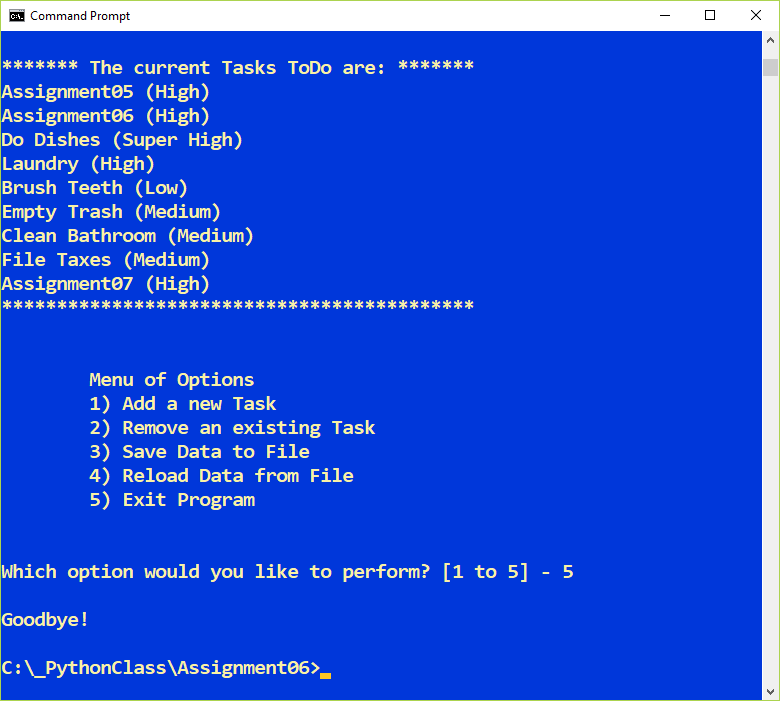 Command Prompt
******* The current Tasks ToDo are: *******
Assignment05 (High)
Assignment06 (High)
Do Dishes (Super High)
Laundry (High)
Brush Teeth (Low)
Empty Trash (Medium)
Clean Bathroom (Medium)
File Taxes (Medium)
Assignment07 (High)
*******************************************
Menu of Options
1) Add a new Task
2) Remove an existing Task
3) Save Data to File
4) Reload Data from File
5) Exit Program
Which option would you like to perform? [1 to 5] - 5
Goodbye!
C:\_PythonClass\Assignment06>